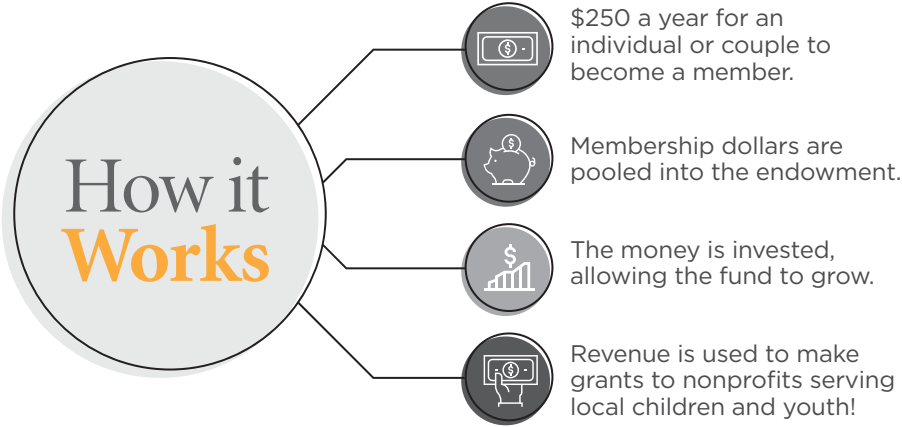 How it
Works
$250 a year for an
individual or couple to
become a member.
Membership dollars are
pooled into the endowment.
The money is invested,
allowing the fund to grow.
Revenue is used to make
grants to nonprofits serving
local children and youth!